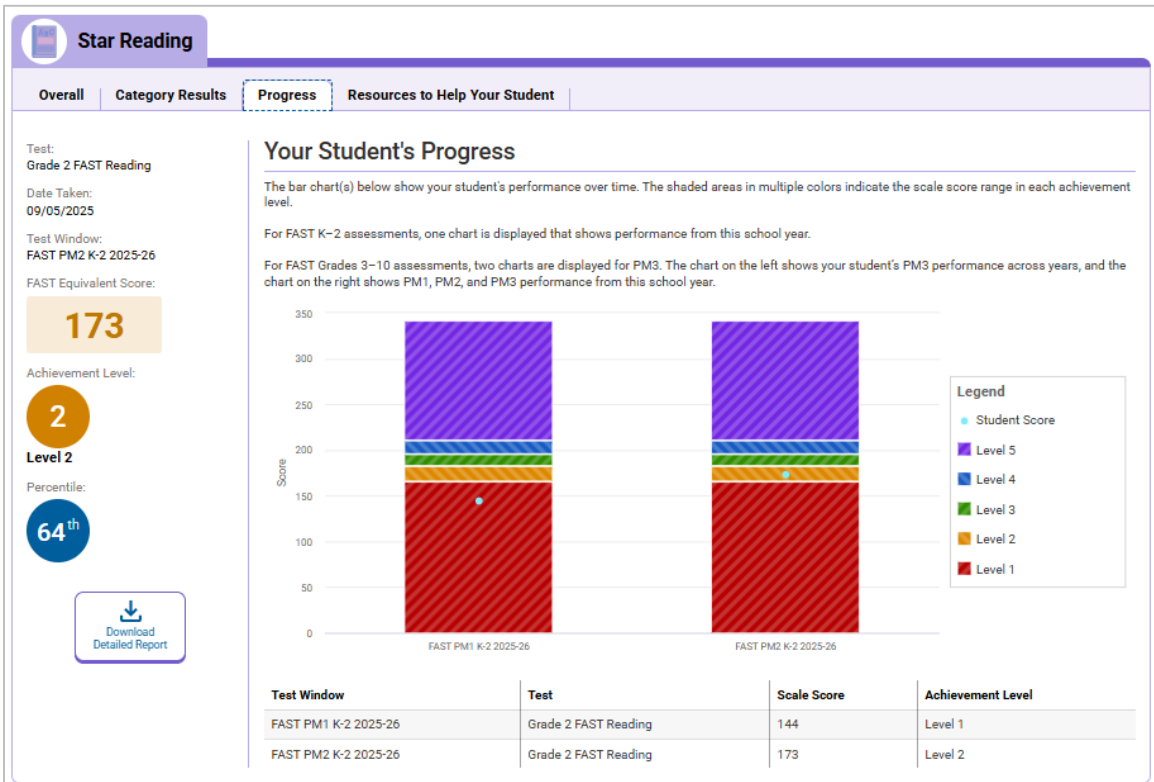 Star Reading
Overall
Category Results
Progress
Resources to Help Your Student
Test:
Grade 2 FAST Reading
Date Taken:
09/05/2025
Test Window:
FAST PM2 K-2 2025-26
FAST Equivalent Score:
173
Achievement Level:
2
Level 2
Percentile:
64th
Download
Detailed Report
Your Student's Progress
The bar chart(s) below show your student's performance over time. The shaded areas in multiple colors indicate the scale score range in each achievement
level.
For FAST K–2 assessments, one chart is displayed that shows performance from this school year.
For FAST Grades 3–10 assessments, two charts are displayed for PM3. The chart on the left shows your student's PM3 performance across years, and the
chart on the right shows PM1, PM2, and PM3 performance from this school year.
350
300
250
200
150
100
50
0
Score
FAST PM1 K-2 2025-26
FAST PM2 K-2 2025-26
Legend
Student Score
Level 5
Level 4
Level 3
Level 2
Level 1
Test Window Test Scale Score Achievement Level
FAST PM1 K-2 2025-26 Grade 2 FAST Reading 144 Level 1
FAST PM2 K-2 2025-26 Grade 2 FAST Reading 173 Level 2